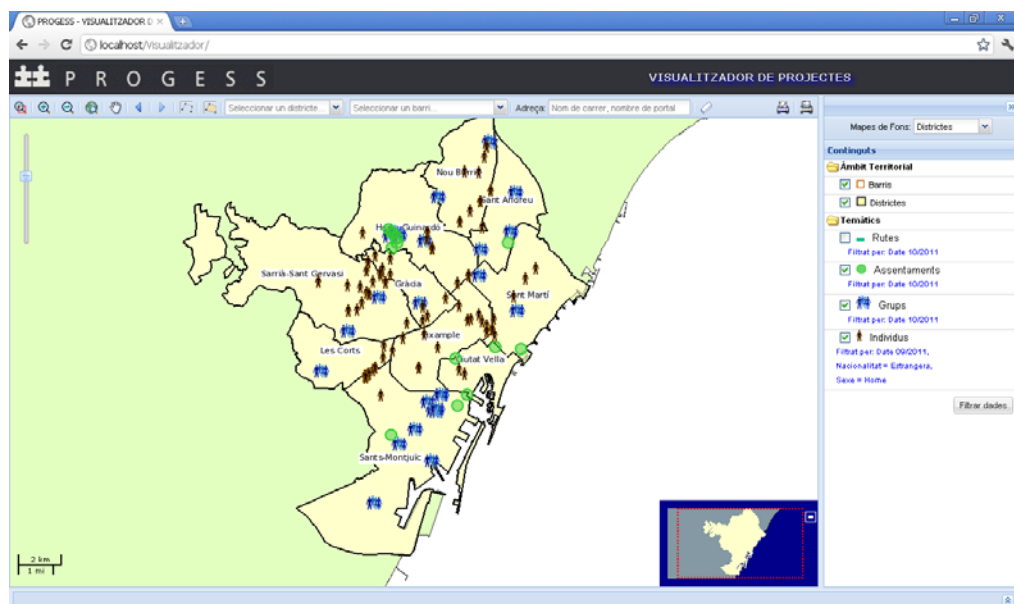 PROGESS - VISUALITZADOR D
localhost/Visualitzador/
PROGESS
VISUALITZADOR DE PROJECTES
Seleccionar un districte...
Seleccionar un barri...
Adreça:
Nom de carrer, nombre de portal
Mapes de Fons:
Districtes
Continguts
Àmbit Territorial
Barris
Districtes
Temàtics
Rutes
Filtrat per: Date 10/2011
Assentaments
Filtrat per: Date 10/2011
Grups
Filtrat per: Date 10/2011
Individus
Filtrat per: Date 09/2011,
Nacionalitat = Estrangera,
Sexe = Home
Filtrar dades
Nou Barris
Sant Andreu
Horta-Guinardó
Sarrià-Sant Gervasi
Gràcia
Sant Martí
Eixample
Les Corts
Ciutat Vella
Sants-Montjuïc
2 km
1 mi